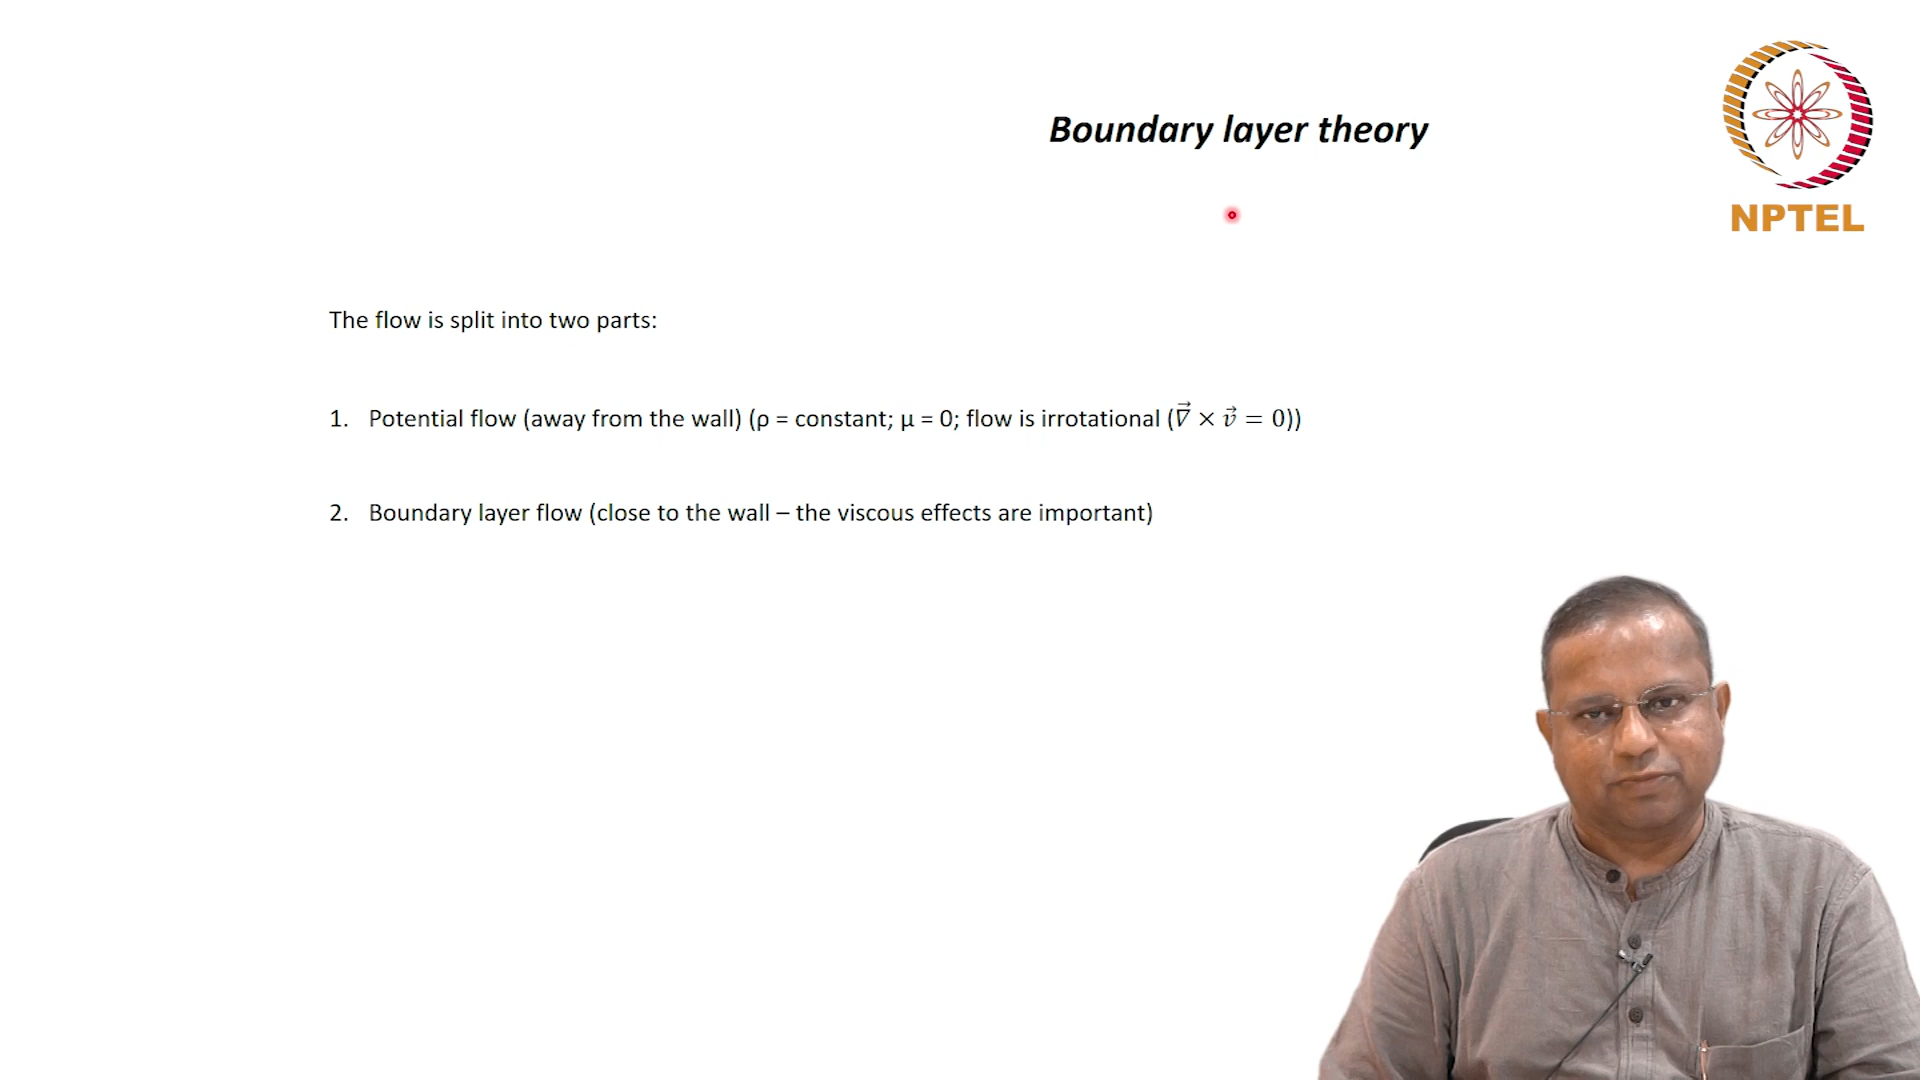 Boundary layer theory
NPTEL
The flow is split into two parts:
1. Potential flow (away from the wall) (ρ = constant; μ = 0; flow is irrotational (∇⃗ × v⃗ = 0))
2. Boundary layer flow (close to the wall – the viscous effects are important)